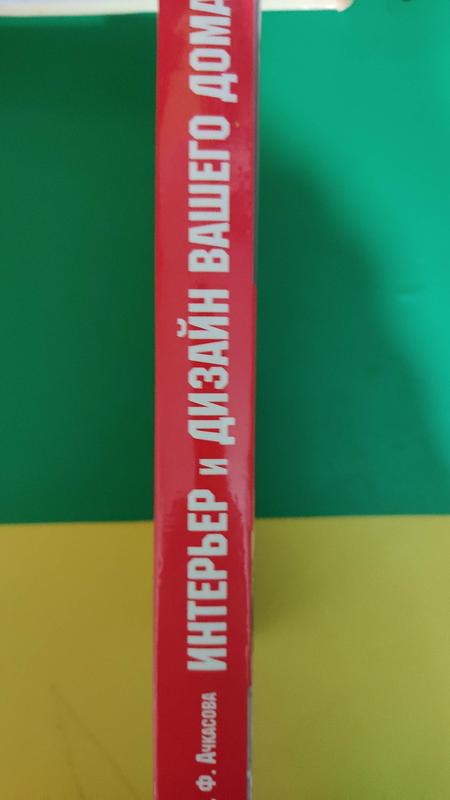 . Ф. АЧКАСОВА ИНТЕРЬЕР И ДИЗАЙН ВАШЕГО ДОМА